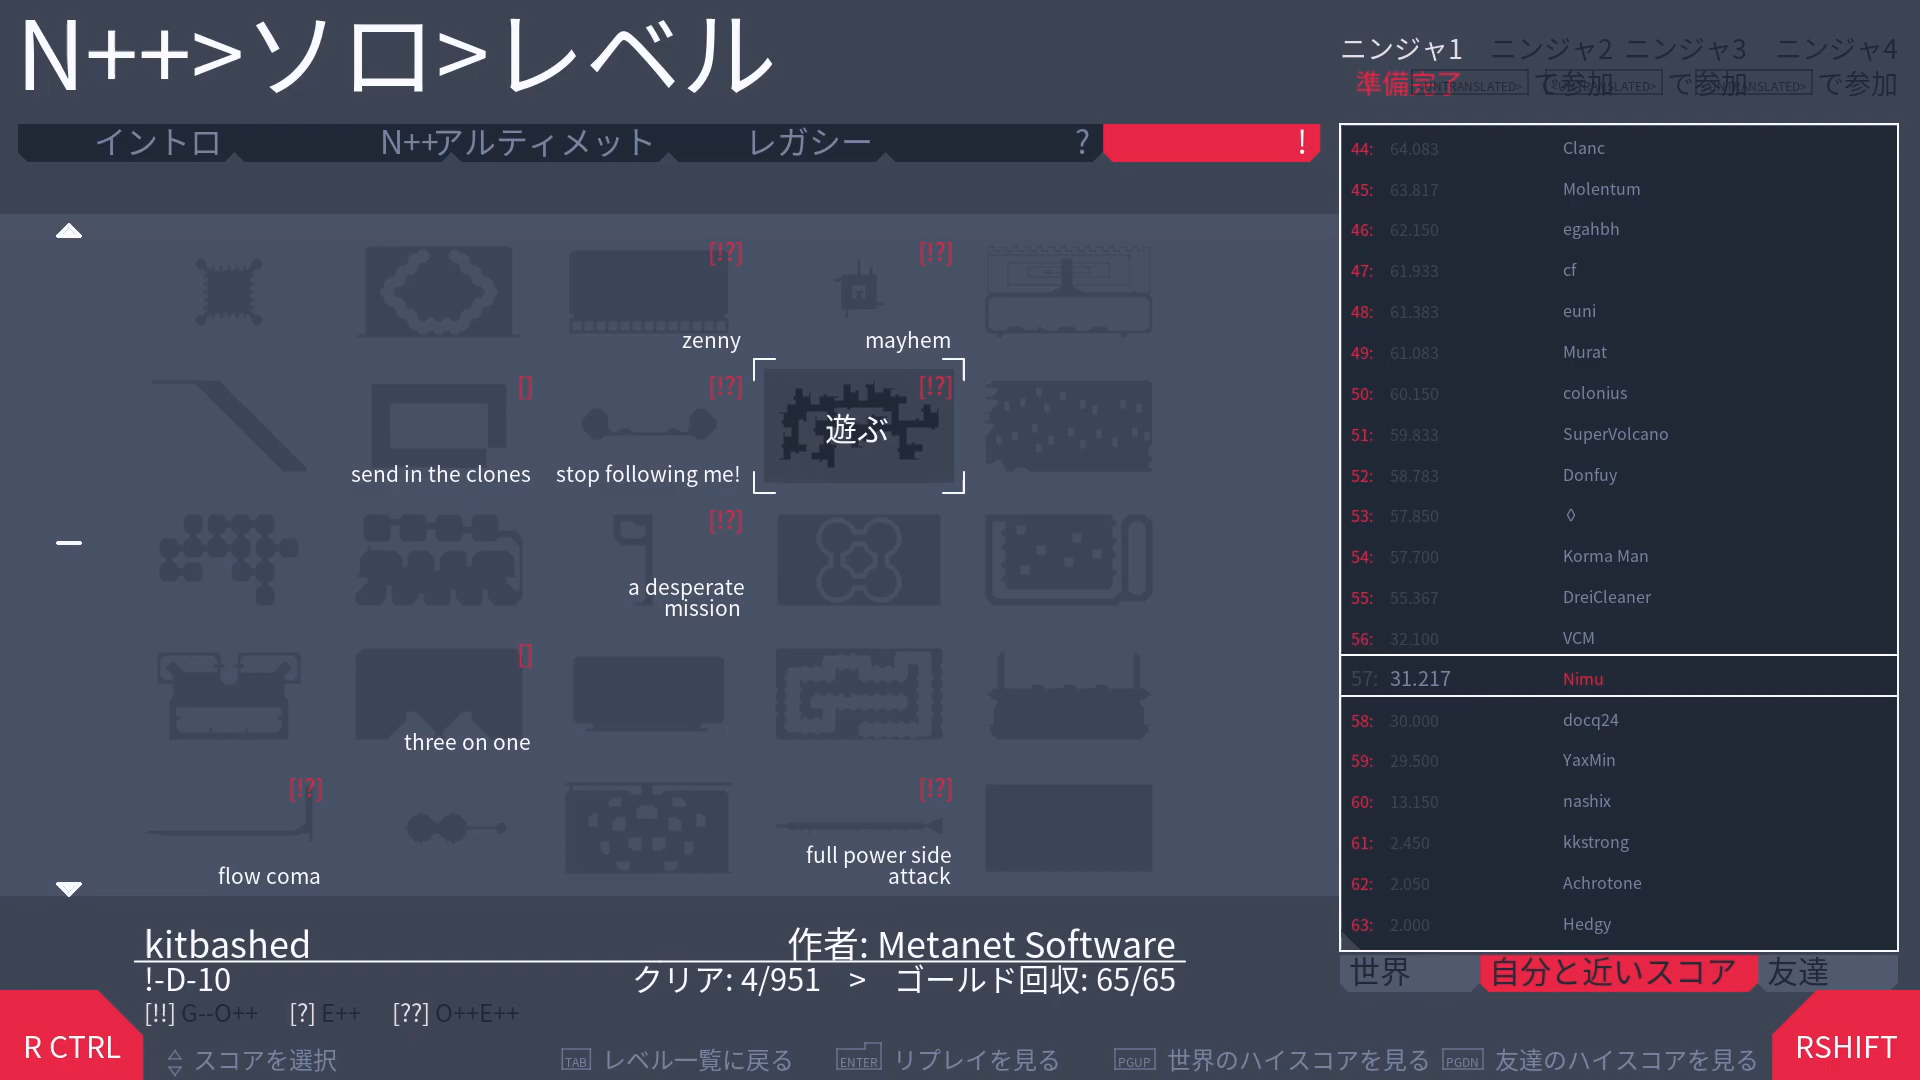 N++>ソロ>レベル
ニンジャ1 ニンジャ2 ニンジャ3 ニンジャ4
準備完了 で参加 で参加 で参加
イントロ N++アルティメット レガシー ? !
[!?] [!?]
zenny mayhem
[] [!?] [!?]
遊ぶ
send in the clones stop following me!
[!?]
a desperate
mission
[]
three on one
[!?] [!?]
full power side
attack
flow coma
44: 64.083 Clanc
45: 63.817 Molentum
46: 62.150 egahbh
47: 61.933 cf
48: 61.383 euni
49: 61.083 Murat
50: 60.150 colonius
51: 59.833 SuperVolcano
52: 58.783 Donfuy
53: 57.850 ◊
54: 57.700 Korma Man
55: 55.367 DreiCleaner
56: 32.100 VCM
57: 31.217 Nimu
58: 30.000 docq24
59: 29.500 YaxMin
60: 13.150 nashix
61: 2.450 kkstrong
62: 2.050 Achrotone
63: 2.000 Hedgy
世界 自分と近いスコア 友達
kitbashed 作者: Metanet Software
!-D-10 クリア: 4/951 > ゴールド回収: 65/65
[!!] G--O++ [?] E++ [??] O++E++
R CTRL スコアを選択 TAB レベル一覧に戻る ENTER リプレイを見る PGUP 世界のハイスコアを見る PGDN 友達のハイスコアを見る RSHIFT